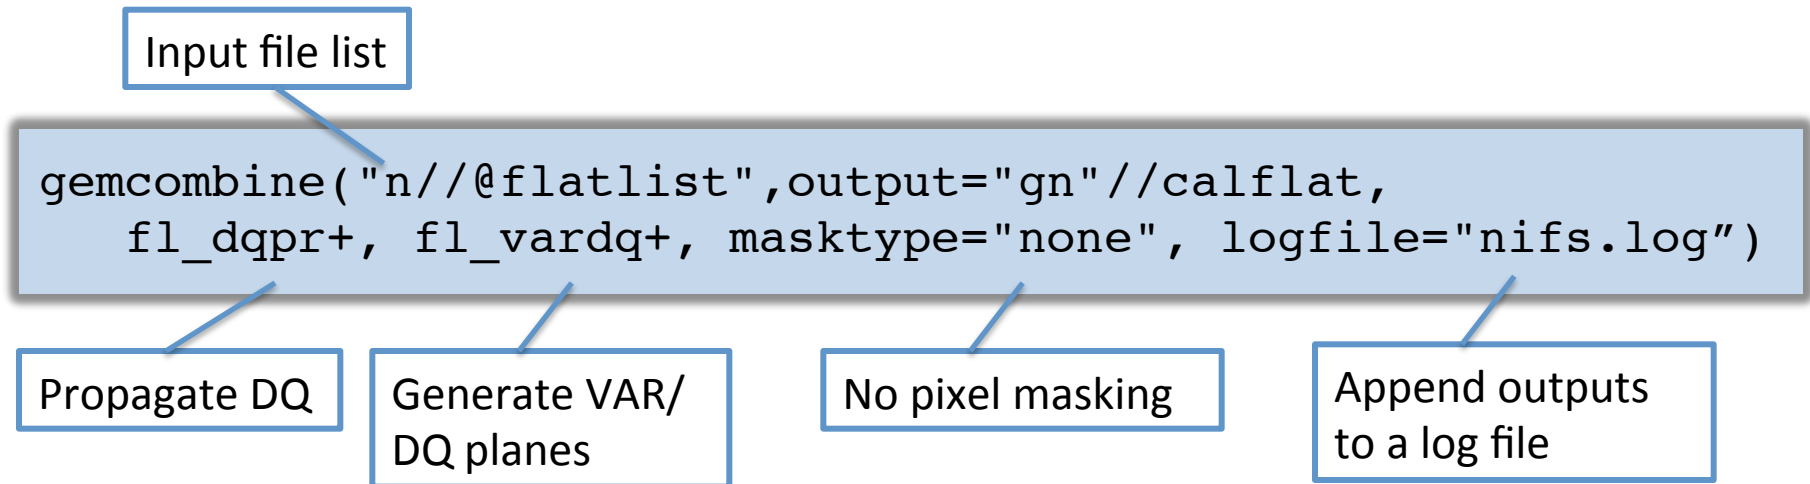 Input file list
gemcombine("n//@flatlist",output="gn"//calflat,
fl_dqpr+, fl_vardq+, masktype="none", logfile="nifs.log”)
Propagate DQ
Generate VAR/
DQ planes
No pixel masking
Append outputs
to a log file